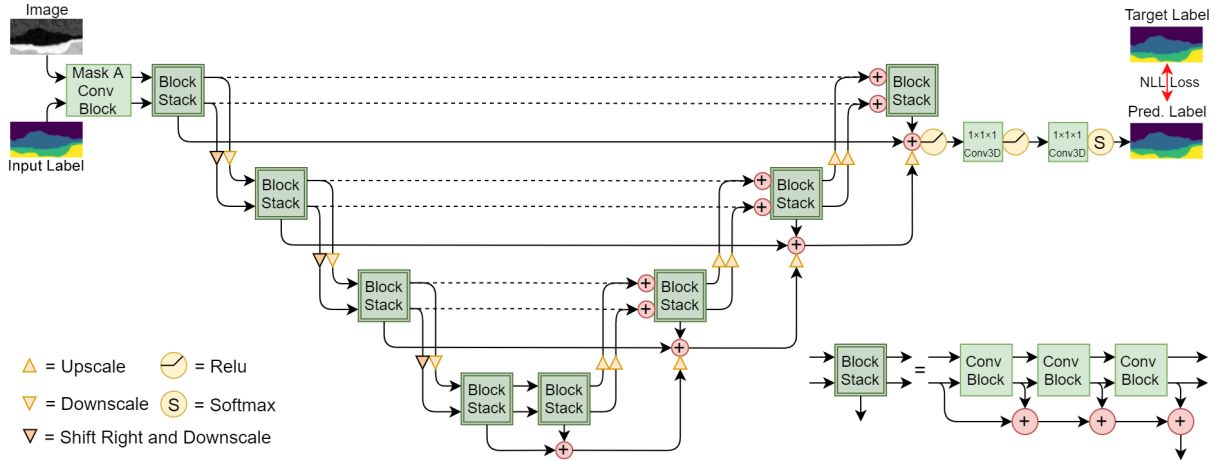 Image
Target Label
Mask A
Conv
Block
Block
Stack
Block
Stack
NLL Loss
Pred. Label
Input Label
1×1×1
Conv3D
1×1×1
Conv3D
S
+
+
+
Block
Stack
Block
Stack
+
+
+
Block
Stack
Block
Stack
+
+
+
Block
Stack
Block
Stack
+
= Upscale
= Relu
= Downscale
S = Softmax
= Shift Right and Downscale
Block
Stack
=
Conv
Block
Conv
Block
Conv
Block
+
+
+